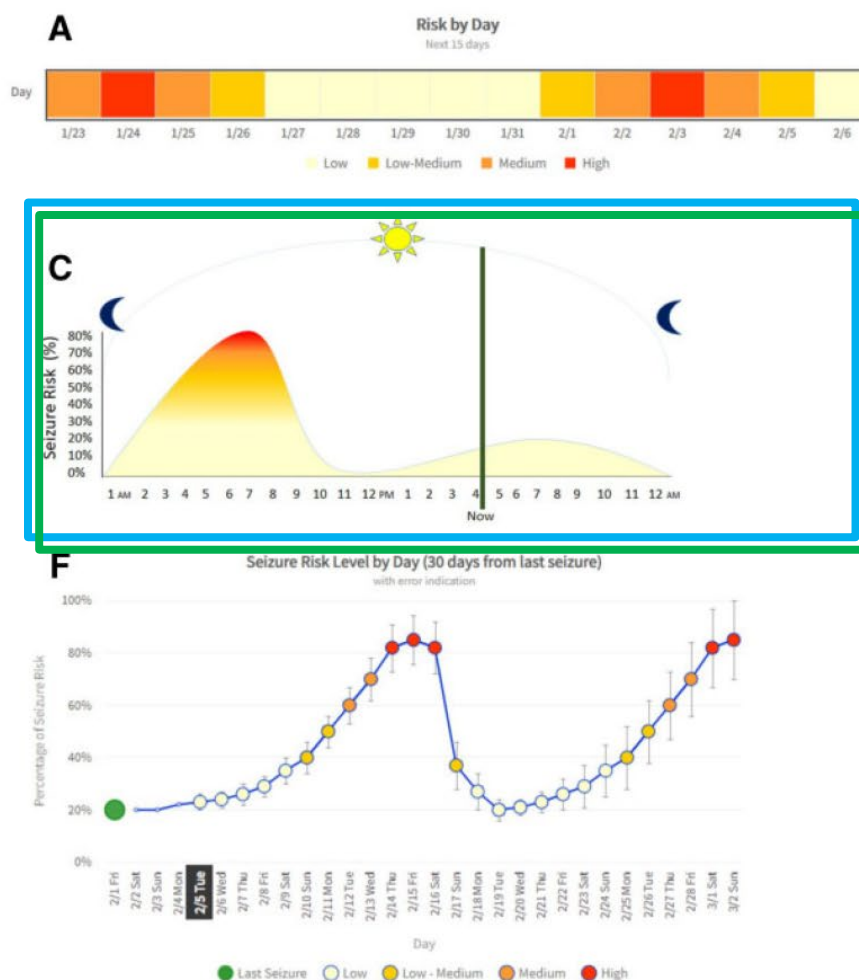 A
Risk by Day
Next 15 days
Day
1/23 1/24 1/25 1/26 1/27 1/28 1/29 1/30 1/31 2/1 2/2 2/3 2/4 2/5 2/6
Low Low-Medium Medium High
C
Seizure Risk (%)
80%
70%
60%
50%
40%
30%
20%
10%
0%
1 AM 2 3 4 5 6 7 8 9 10 11 12 PM 1 2 3 4 5 6 7 8 9 10 11 12 AM
Now
F
Seizure Risk Level by Day (30 days from last seizure)
with error indication
Percentage of Seizure Risk
100%
80%
60%
40%
20%
0%
2/1 Fri 2/2 Sat 2/3 Sun 2/4 Mon 2/5 Tue 2/6 Wed 2/7 Thu 2/8 Fri 2/9 Sat 2/10 Sun 2/11 Mon 2/12 Tue 2/13 Wed 2/14 Thu 2/15 Fri 2/16 Sat 2/17 Sun 2/18 Mon 2/19 Tue 2/20 Wed 2/21 Thu 2/22 Fri 2/23 Sat 2/24 Sun 2/25 Mon 2/26 Tue 2/27 Thu 2/28 Fri 3/1 Sat 3/2 Sun
Day
Last Seizure Low Low - Medium Medium High